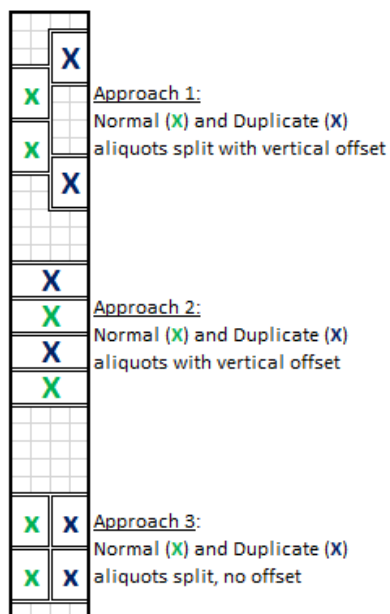 X
X
X
X
Approach 1:
Normal (X) and Duplicate (X)
aliquots split with vertical offset
X
X
X
X
Approach 2:
Normal (X) and Duplicate (X)
aliquots with vertical offset
X X
X X
Approach 3:
Normal (X) and Duplicate (X)
aliquots split, no offset